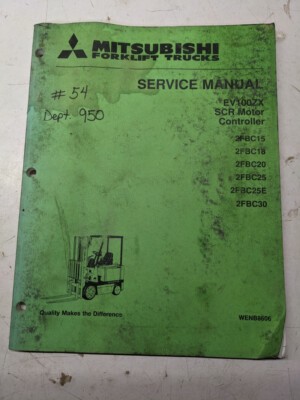 MITSUBISHI
FORKLIFT TRUCKS
SERVICE MANUAL
# 54
Dept. 950
EV100ZX
SCR Motor
Controller
2FBC15
2FBC18
2FBC20
2FBC25
2FBC25E
2FBC30
Quality Makes the Difference